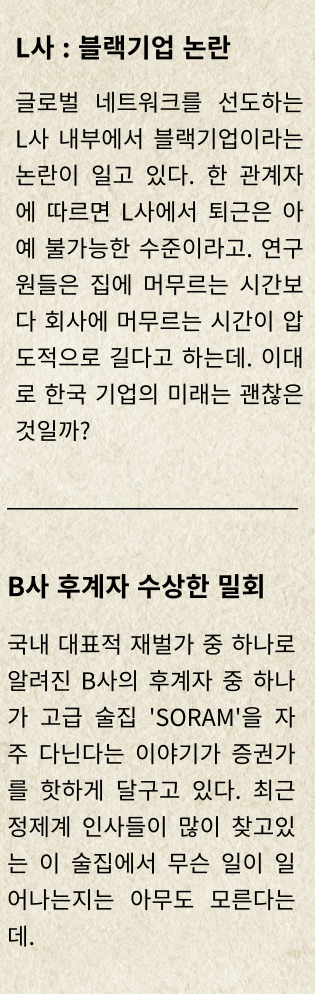 L사 : 블랙기업 논란
글로벌 네트워크를 선도하는
L사 내부에서 블랙기업이라는
논란이 일고 있다. 한 관계자
에 따르면 L사에서 퇴근은 아
예 불가능한 수준이라고. 연구
원들은 집에 머무르는 시간보
다 회사에 머무르는 시간이 압
도적으로 길다고 하는데. 이대
로 한국 기업의 미래는 괜찮은
것일까?
B사 후계자 수상한 밀회
국내 대표적 재벌가 중 하나로
알려진 B사의 후계자 중 하나
가 고급 술집 'SORAM'을 자
주 다닌다는 이야기가 증권가
를 핫하게 달구고 있다. 최근
정제계 인사들이 많이 찾고있
는 이 술집에서 무슨 일이 일
어나는지는 아무도 모른다는
데.